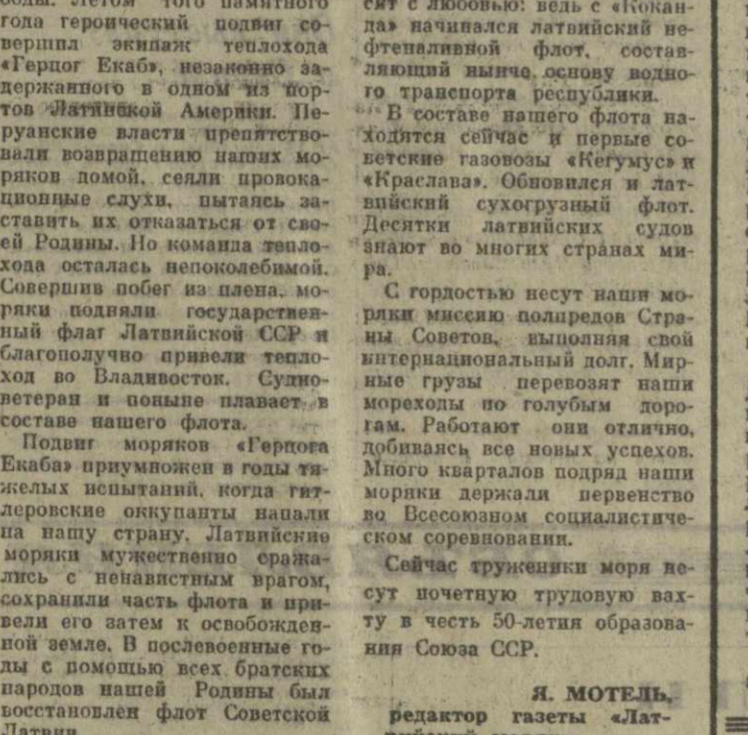 воды. Летом того памятного
года героический подвиг со-
вершил экипаж теплохода
«Герцог Екаб», незаконно за-
держанного в одном из пор-
тов Латинской Америки. Пе-
руанские власти препятство-
вали возвращению наших мо-
ряков домой, сеяли провока-
ционные слухи, пытаясь за-
ставить их отказаться от сво-
ей Родины. Но команда тепло-
хода осталась непоколебимой.
Совершив побег из плена, мо-
ряки подняли государствен-
ный флаг Латвийской ССР и
благополучно привели тепло-
ход во Владивосток. Судно-
ветеран и поныне плавает в
составе нашего флота.
Подвиг моряков «Герцога
Екаба» приумножен в годы тя-
желых испытаний, когда гит-
леровские оккупанты напали
на нашу страну. Латвийские
моряки мужественно сража-
лись с ненавистным врагом,
сохранили часть флота и при-
вели его затем к освобожден-
ной земле. В послевоенные го-
ды с помощью всех братских
народов нашей Родины был
восстановлен флот Советской
Латвии.
сят с любовью: ведь с «Кокан-
да» начинался латвийский не-
фтеналивной флот, состав-
ляющий ныне основу водно-
го транспорта республики.
В составе нашего флота на-
ходятся сейчас и первые со-
ветские газовозы «Кегумус» и
«Краслава». Обновился и лат-
вийский сухогрузный флот.
Десятки латвийских судов
знают во многих странах ми-
ра.
С гордостью несут наши мо-
ряки миссию полпредов Стра-
ны Советов, выполняя свой
интернациональный долг. Мир-
ные грузы перевозят наши
мореходы по голубым доро-
гам. Работают они отлично,
добиваясь все новых успехов.
Много кварталов подряд наши
моряки держали первенство
во Всесоюзном социалистиче-
ском соревновании.
Сейчас труженики моря не-
сут почетную трудовую вах-
ту в честь 50-летия образова-
ния Союза ССР.
Я. МОТЕЛЬ,
редактор газеты «Лат-